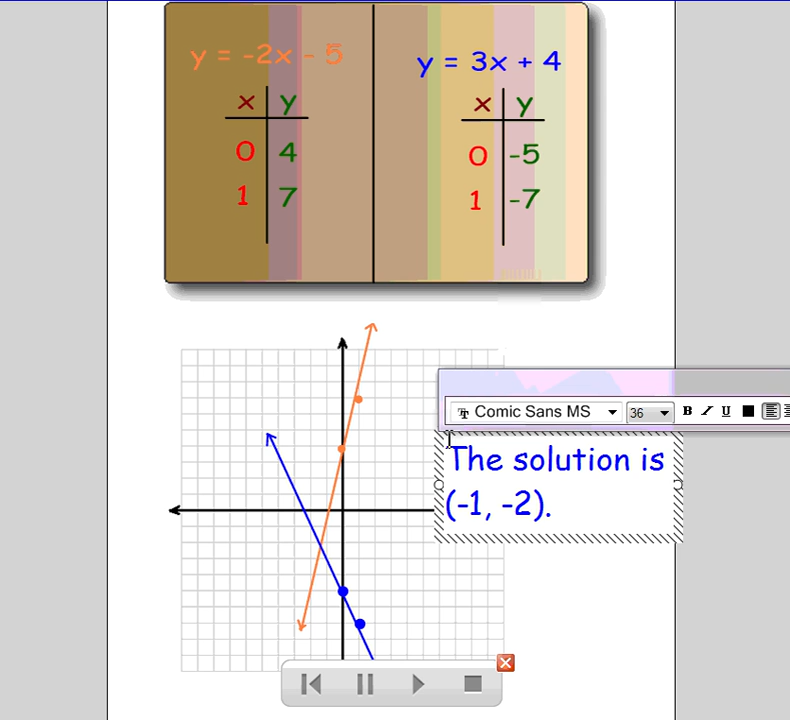 y = -2x - 5
x y
0 4
1 7
y = 3x + 4
x y
0 -5
1 -7
Comic Sans MS 36 B I U
The solution is
(-1, -2).